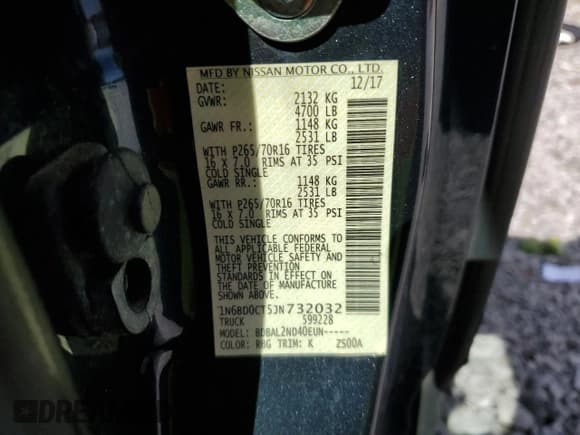 MFD BY NISSAN MOTOR CO., LTD.
DATE: 12/17
GVWR: 2132 KG
4700 LB
GAWR FR.: 1148 KG
2531 LB
WITH P265/70R16 TIRES
16 X 7.0 RIMS AT 35 PSI
COLD SINGLE
GAWR RR.: 1148 KG
2531 LB
WITH P265/70R16 TIRES
16 X 7.0 RIMS AT 35 PSI
COLD SINGLE
THIS VEHICLE CONFORMS TO
ALL APPLICABLE FEDERAL
MOTOR VEHICLE SAFETY AND
THEFT PREVENTION
STANDARDS IN EFFECT ON
THE DATE OF MANUFACTURE
SHOWN ABOVE.
1N6BD0CT5JN732032
TRUCK 599228
MODEL: BDBAL2ND40EUN-----
COLOR: RBG TRIM: K ZS00A